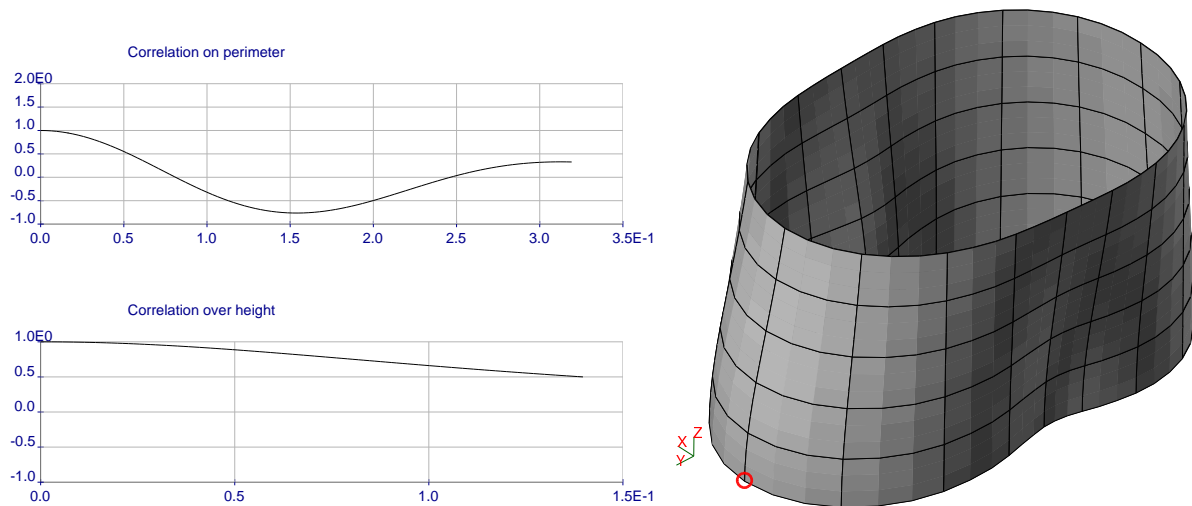 Correlation on perimeter
2.0E0
1.5
1.0
0.5
0.0
-0.5
-1.0
0.0 0.5 1.0 1.5 2.0 2.5 3.0 3.5E-1
Correlation over height
1.0E0
0.5
0.0
-0.5
-1.0
0.0 0.5 1.0 1.5E-1
X Z
Y